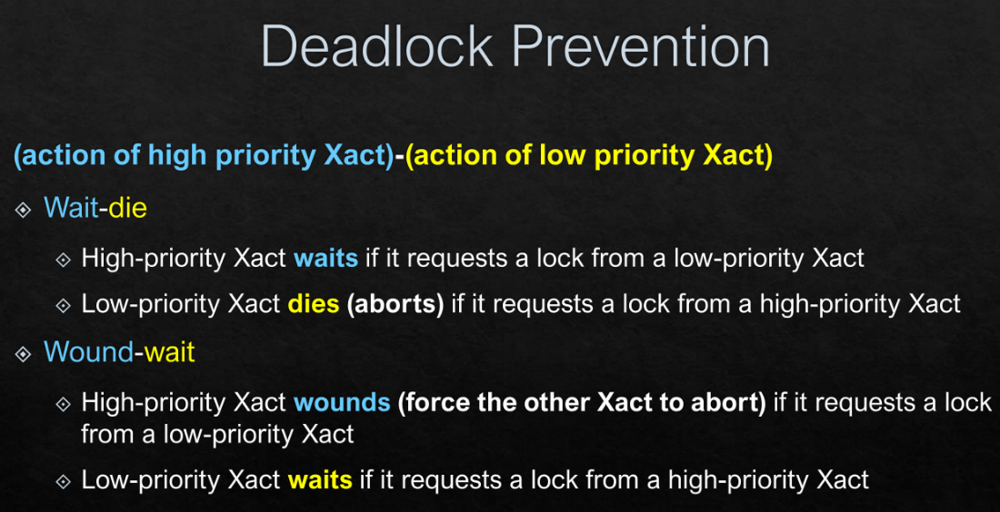 Deadlock Prevention
(action of high priority Xact)-(action of low priority Xact)
Wait-die
High-priority Xact waits if it requests a lock from a low-priority Xact
Low-priority Xact dies (aborts) if it requests a lock from a high-priority Xact
Wound-wait
High-priority Xact wounds (force the other Xact to abort) if it requests a lock
from a low-priority Xact
Low-priority Xact waits if it requests a lock from a high-priority Xact